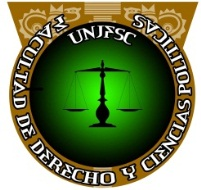 UNJFSC
FACULTAD DE DERECHO Y CIENCIAS POLITICAS